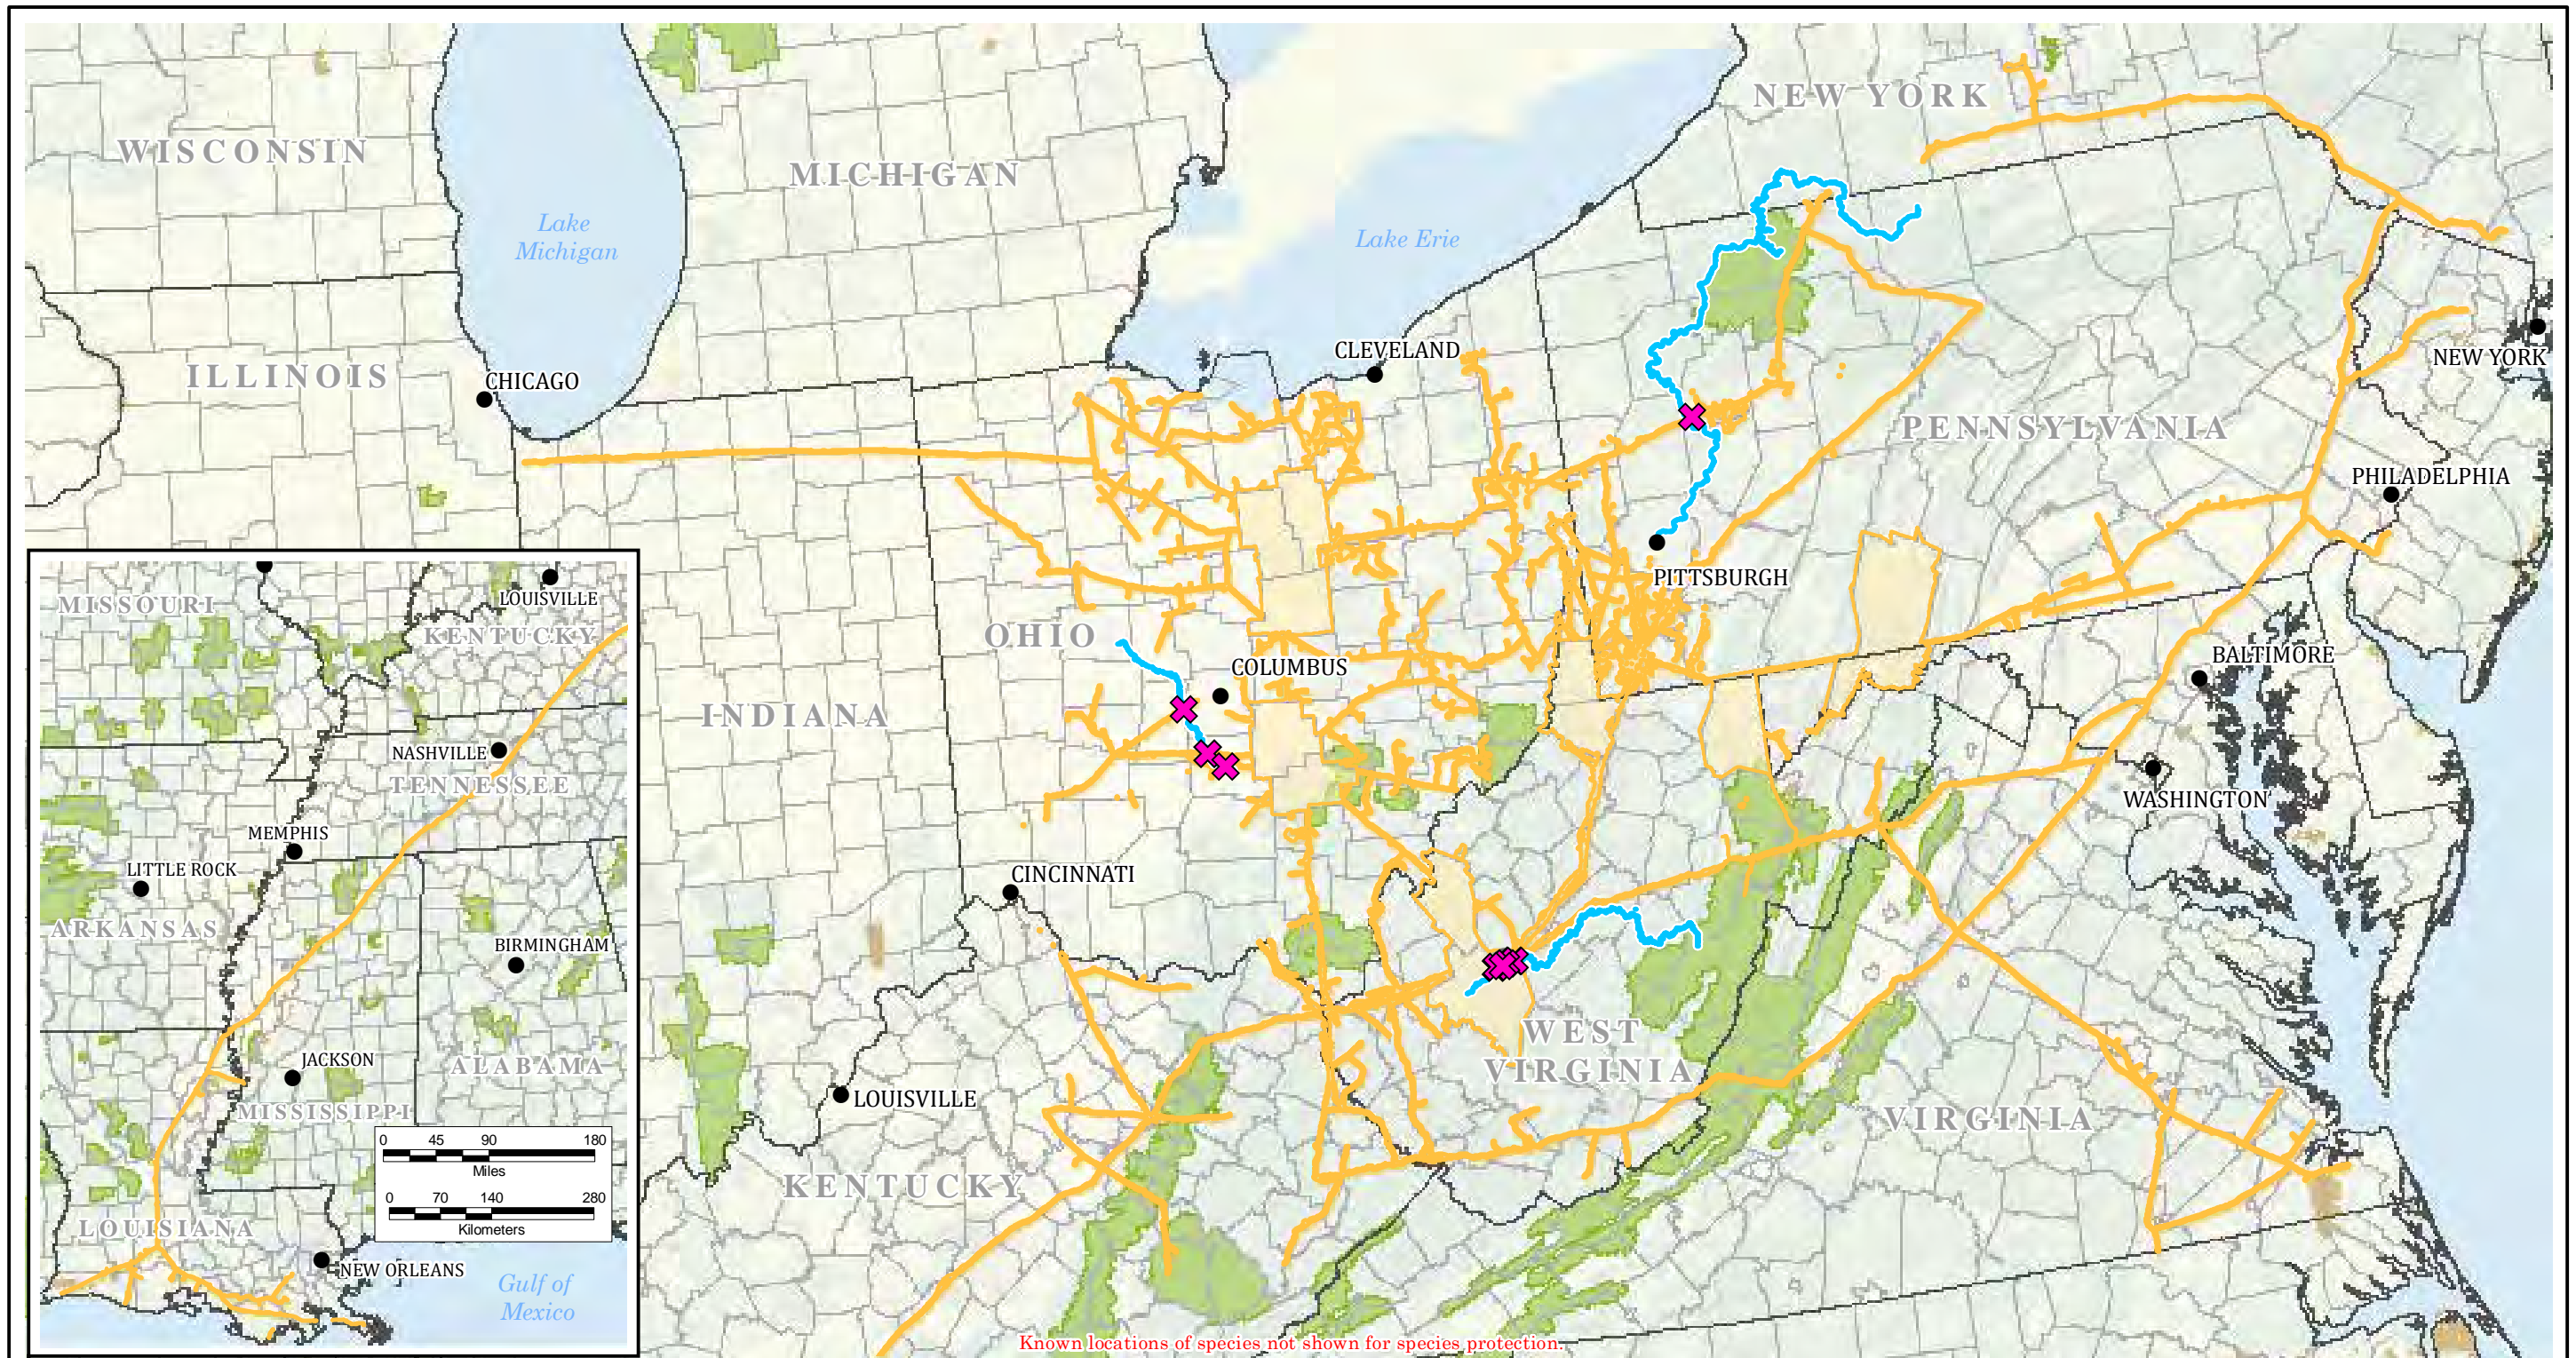 NEW YORK
WISCONSIN
MICHIGAN
Lake
Michigan
Lake Erie
CLEVELAND
NEW YORK
ILLINOIS
CHICAGO
PENNSYLVANIA
PHILADELPHIA
PITTSBURGH
OHIO
COLUMBUS
BALTIMORE
INDIANA
WASHINGTON
CINCINNATI
WEST
VIRGINIA
LOUISVILLE
VIRGINIA
KENTUCKY
Known locations of species not shown for species protection.
MISSOURI
LOUISVILLE
KENTUCKY
NASHVILLE
TENNESSEE
MEMPHIS
LITTLE ROCK
ARKANSAS
BIRMINGHAM
JACKSON
ALABAMA
MISSISSIPPI
0 45 90 180
Miles
0 70 140 280
Kilometers
LOUISIANA
NEW ORLEANS
Gulf of
Mexico